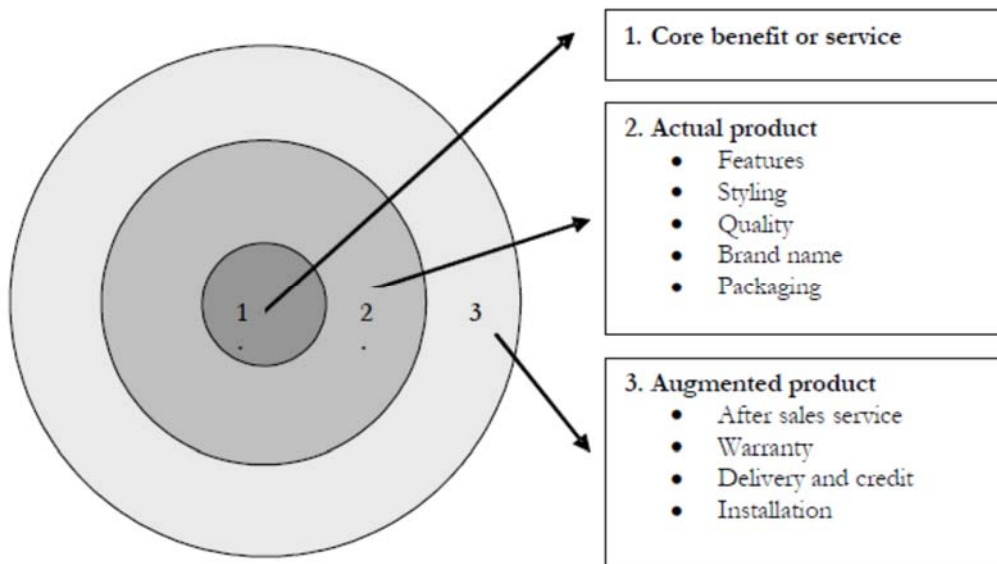 1. Core benefit or service
2. Actual product
• Features
• Styling
• Quality
• Brand name
• Packaging
1 2 3
. .
3. Augmented product
• After sales service
• Warranty
• Delivery and credit
• Installation